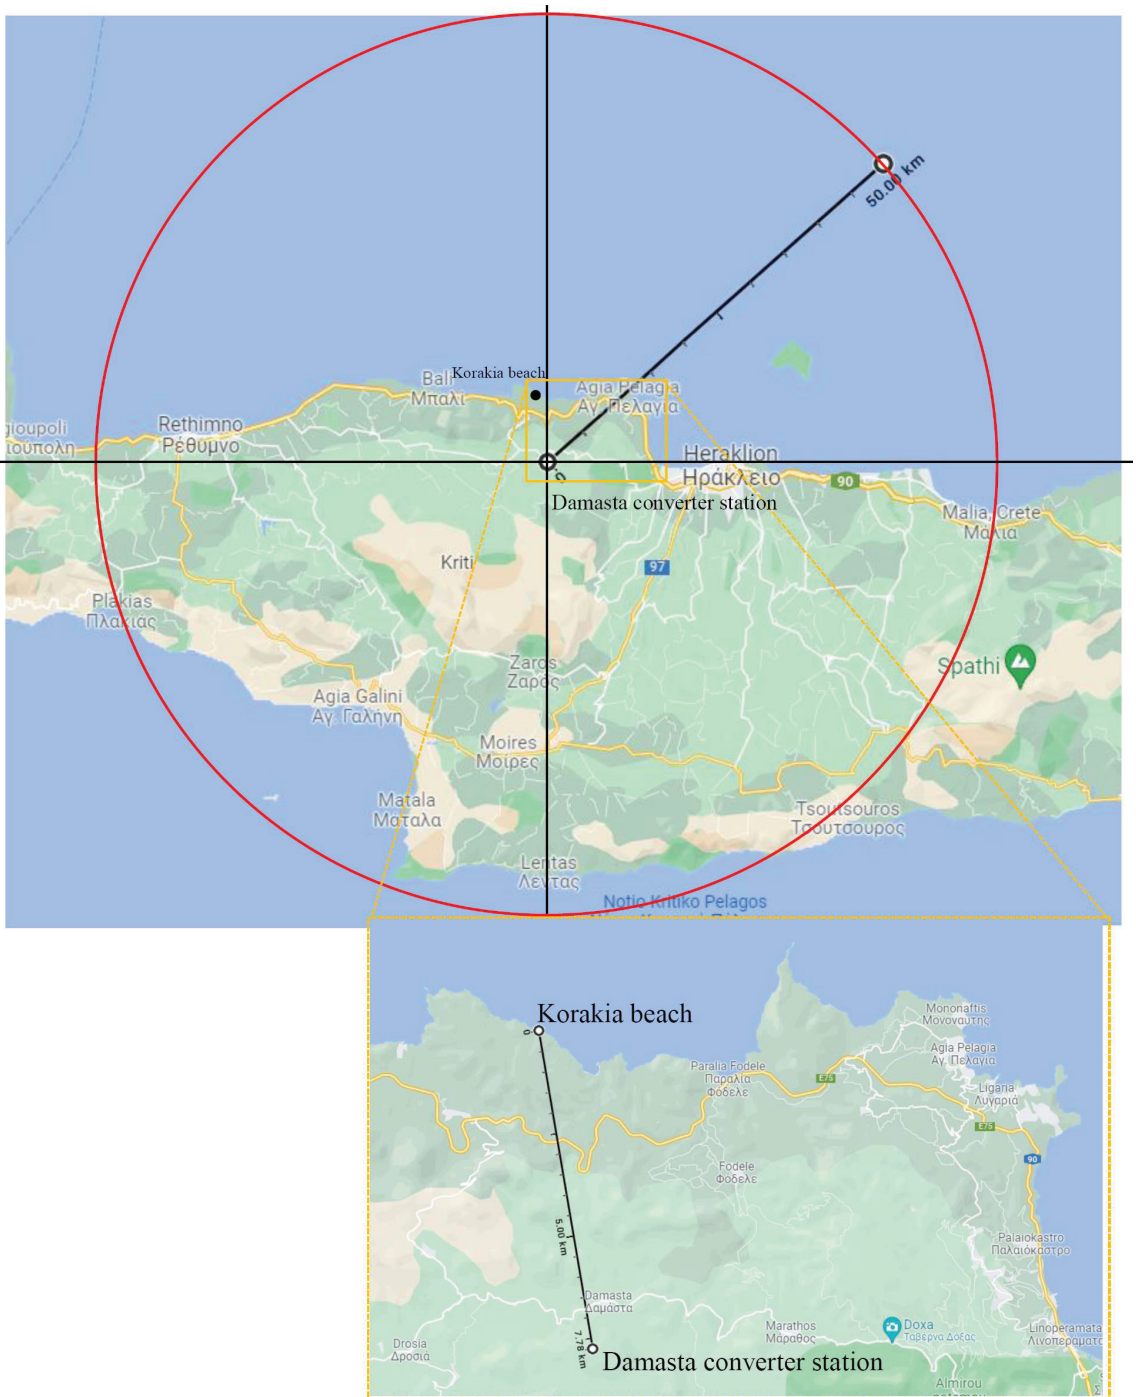 50.00 km
Korakia beach
Bali
Μπαλί
Agia Pelagia
Αγ. Πελαγία
gioupoli
ιούπολη
Rethimno
Ρέθυμνο
Heraklion
Ηράκλειο
0
90
Damasta converter station
Malia, Crete
Μάλια
Kriti
97
Plakias
Πλακιάς
Zaros
Ζαρός
Spathi
Agia Galini
Αγ. Γαλήνη
Moires
Μοίρες
Matala
Ματαλα
Tsoutsouros
Τσούτσουρος
Lentas
Λέντας
Notio Kritiko Pelagos
Korakia beach
0
Mononaftis
Μονοναύτης
Agia Pelagia
Αγ. Πελαγία
Paralia Fodele
Παραλία
Φόδελε
E75
Ligaria
Λυγαριά
E75
90
Fodele
Φόδελε
5.00 km
Palaiokastro
Παλαιόκαστρο
Damasta
Δαμάστα
7.78 km
Marathos
Μάραθος
Doxa
Ταβέρνα Δόξας
Linoperamata
Λινοπεράματα
Drosia
Δροσιά
Damasta converter station
Almirou